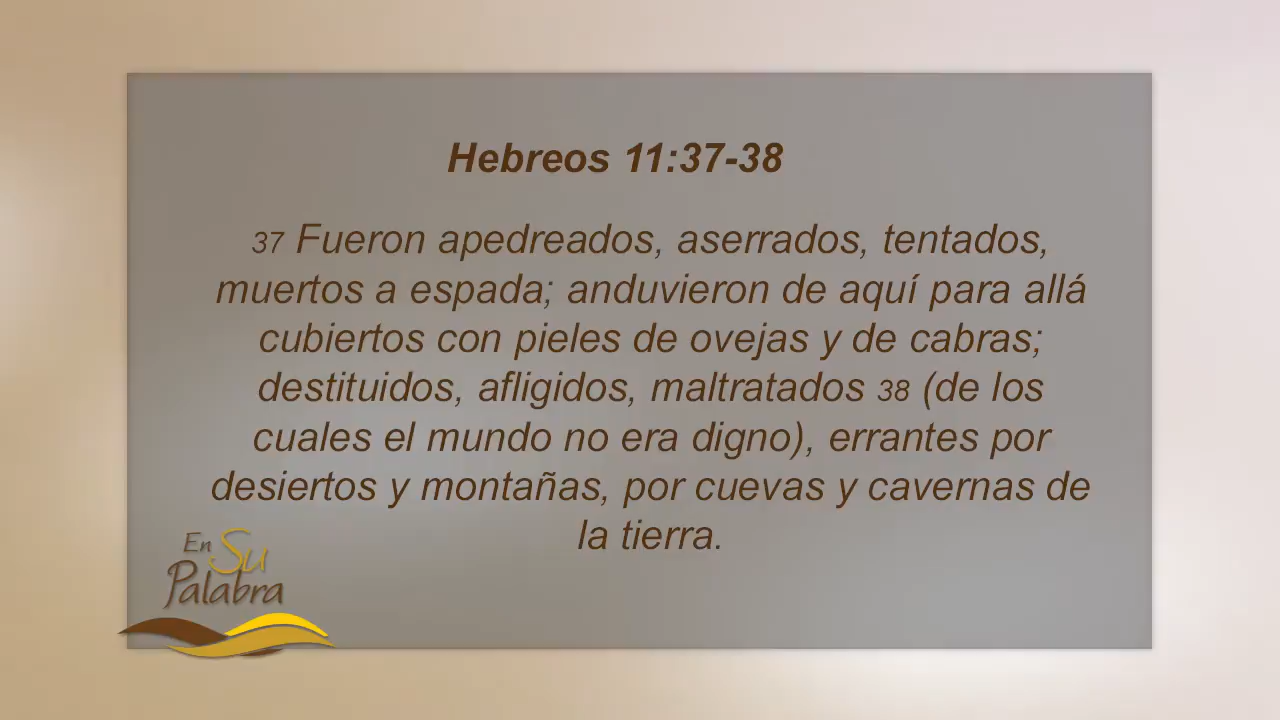 Hebreos 11:37-38
37 Fueron apedreados, aserrados, tentados,
muertos a espada; anduvieron de aquí para allá
cubiertos con pieles de ovejas y de cabras;
destituidos, afligidos, maltratados 38 (de los
cuales el mundo no era digno), errantes por
desiertos y montañas, por cuevas y cavernas de
la tierra.
En Su
Palabra